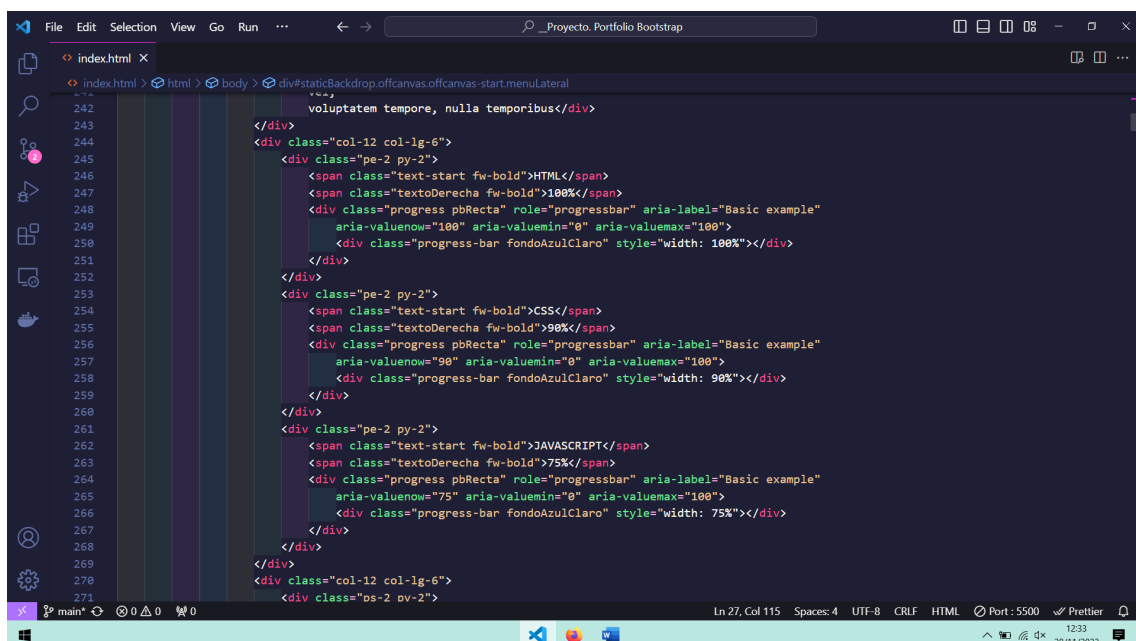 File Edit Selection View Go Run ··· _Proyecto. Portfolio Bootstrap
index.html
index.html > html > body > div#staticBackdrop.offcanvas.offcanvas-start.menuLateral
241 vel,
242 voluptatem tempore, nulla temporibus</div>
243 </div>
244 <div class="col-12 col-lg-6">
245 <div class="pe-2 py-2">
246 <span class="text-start fw-bold">HTML</span>
247 <span class="textoDerecha fw-bold">100%</span>
248 <div class="progress pbRecta" role="progressbar" aria-label="Basic example"
249 aria-valuenow="100" aria-valuemin="0" aria-valuemax="100">
250 <div class="progress-bar fondoAzulClaro" style="width: 100%"></div>
251 </div>
252 </div>
253 <div class="pe-2 py-2">
254 <span class="text-start fw-bold">CSS</span>
255 <span class="textoDerecha fw-bold">90%</span>
256 <div class="progress pbRecta" role="progressbar" aria-label="Basic example"
257 aria-valuenow="90" aria-valuemin="0" aria-valuemax="100">
258 <div class="progress-bar fondoAzulClaro" style="width: 90%"></div>
259 </div>
260 </div>
261 <div class="pe-2 py-2">
262 <span class="text-start fw-bold">JAVASCRIPT</span>
263 <span class="textoDerecha fw-bold">75%</span>
264 <div class="progress pbRecta" role="progressbar" aria-label="Basic example"
265 aria-valuenow="75" aria-valuemin="0" aria-valuemax="100">
266 <div class="progress-bar fondoAzulClaro" style="width: 75%"></div>
267 </div>
268 </div>
269 </div>
270 <div class="col-12 col-lg-6">
271 <div class="ps-2 py-2">
2
main* 0 0 0 Ln 27, Col 115 Spaces: 4 UTF-8 CRLF HTML Port : 5500 Prettier
12:33